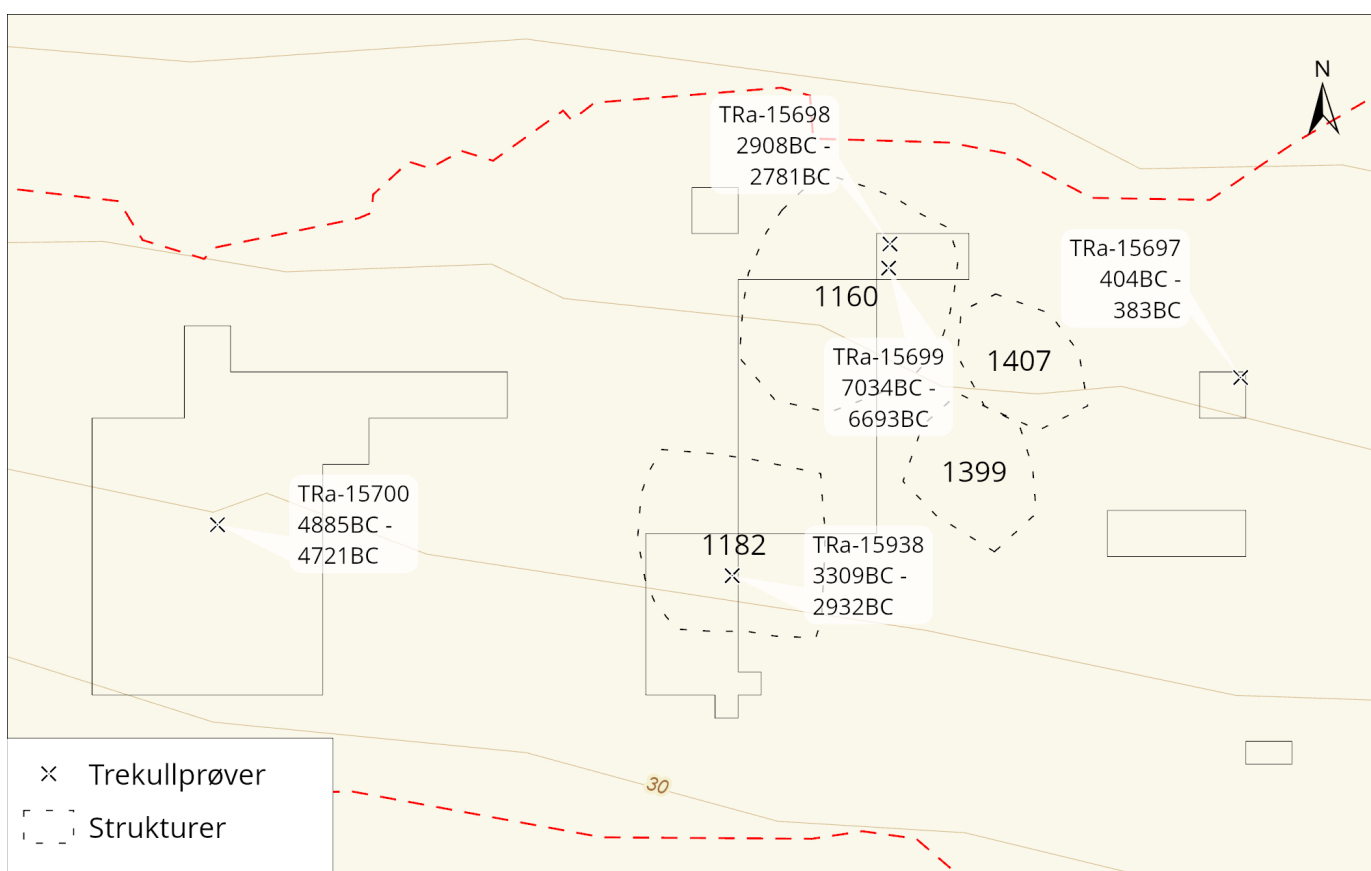 N
TRa-15698
2908BC -
2781BC
TRa-15697
404BC -
383BC
1160
TRa-15699
7034BC -
6693BC
1407
1399
TRa-15700
4885BC -
4721BC
1182
TRa-15938
3309BC -
2932BC
30
Trekullprøver
Strukturer